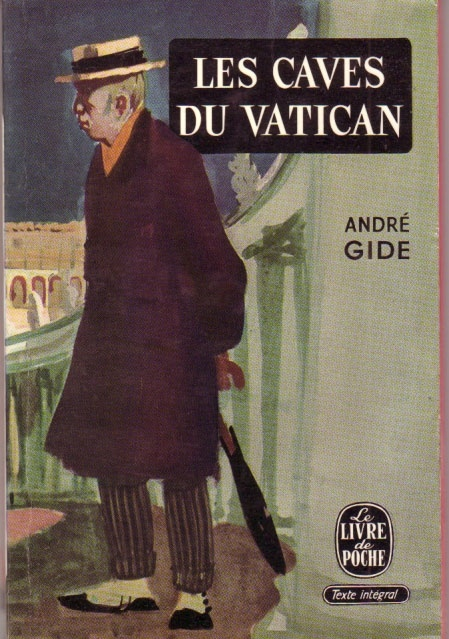 LES CAVES
DU VATICAN
ANDRÉ
GIDE
Le
LIVRE
de
POCHE
Texte intégral